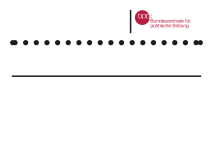 bpb
Bundeszentrale für
politische Bildung